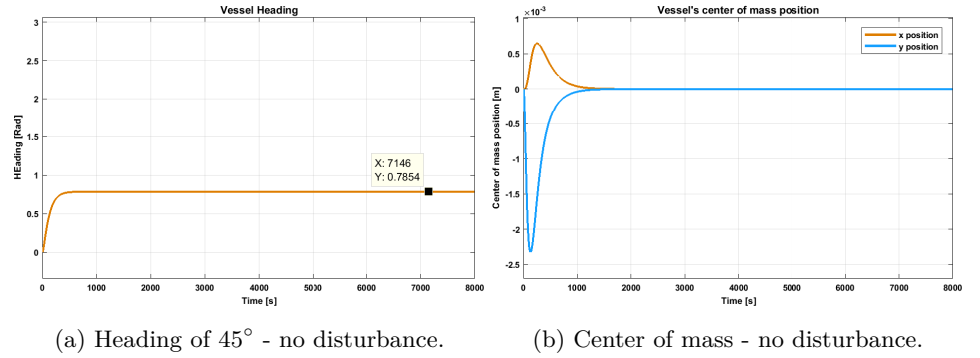 Vessel Heading
3
2.5
2
1.5
1
0.5
0
HEading [Rad]
X: 7146
Y: 0.7854
0 1000 2000 3000 4000 5000 6000 7000 8000
Time [s]
(a) Heading of 45° - no disturbance.
×10⁻³
Vessel's center of mass position
x position
y position
1
0.5
0
-0.5
-1
-1.5
-2
-2.5
Center of mass position [m]
0 1000 2000 3000 4000 5000 6000 7000 8000
Time [s]
(b) Center of mass - no disturbance.